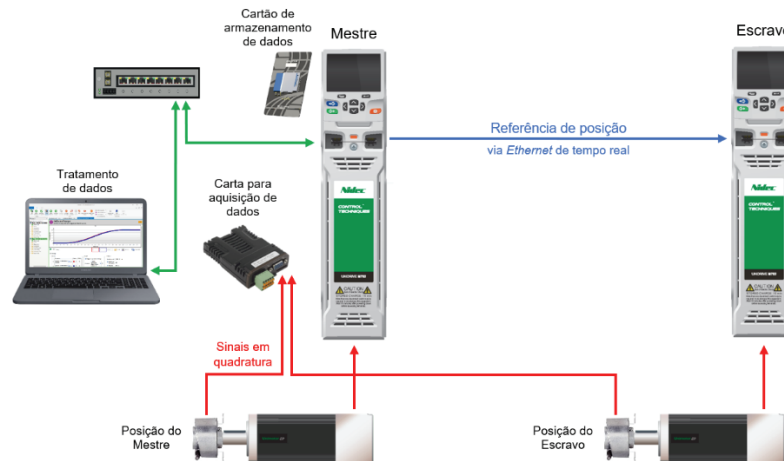 Cartão de
armazenamento
de dados
Mestre
Escravo
Referência de posição
via Ethernet de tempo real
Tratamento
de dados
Carta para
aquisição de
dados
Nidec
CONTROL
TECHNIQUES
Nidec
CONTROL
TECHNIQUES
CAUTION
CAUTION
Sinais em
quadratura
Posição do
Mestre
Posição do
Escravo